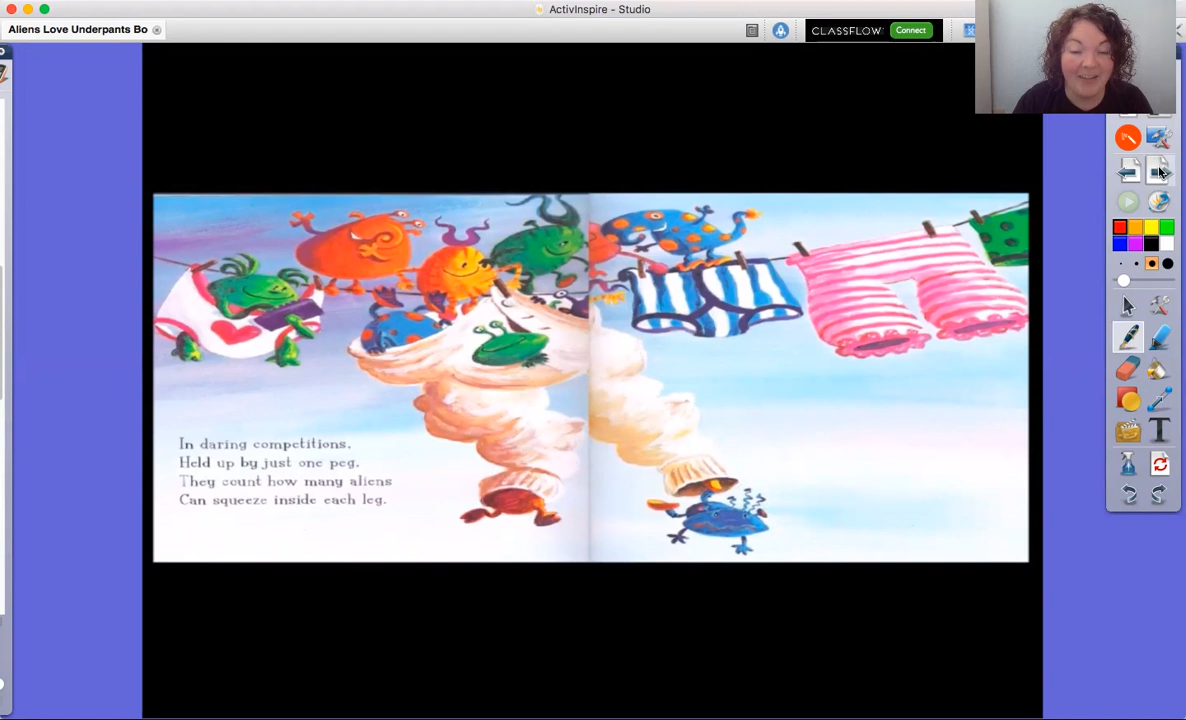 ActivInspire - Studio
Aliens Love Underpants Bo
CLASSFLOW Connect
In daring competitions,
Held up by just one peg,
They count how many aliens
Can squeeze inside each leg.
T